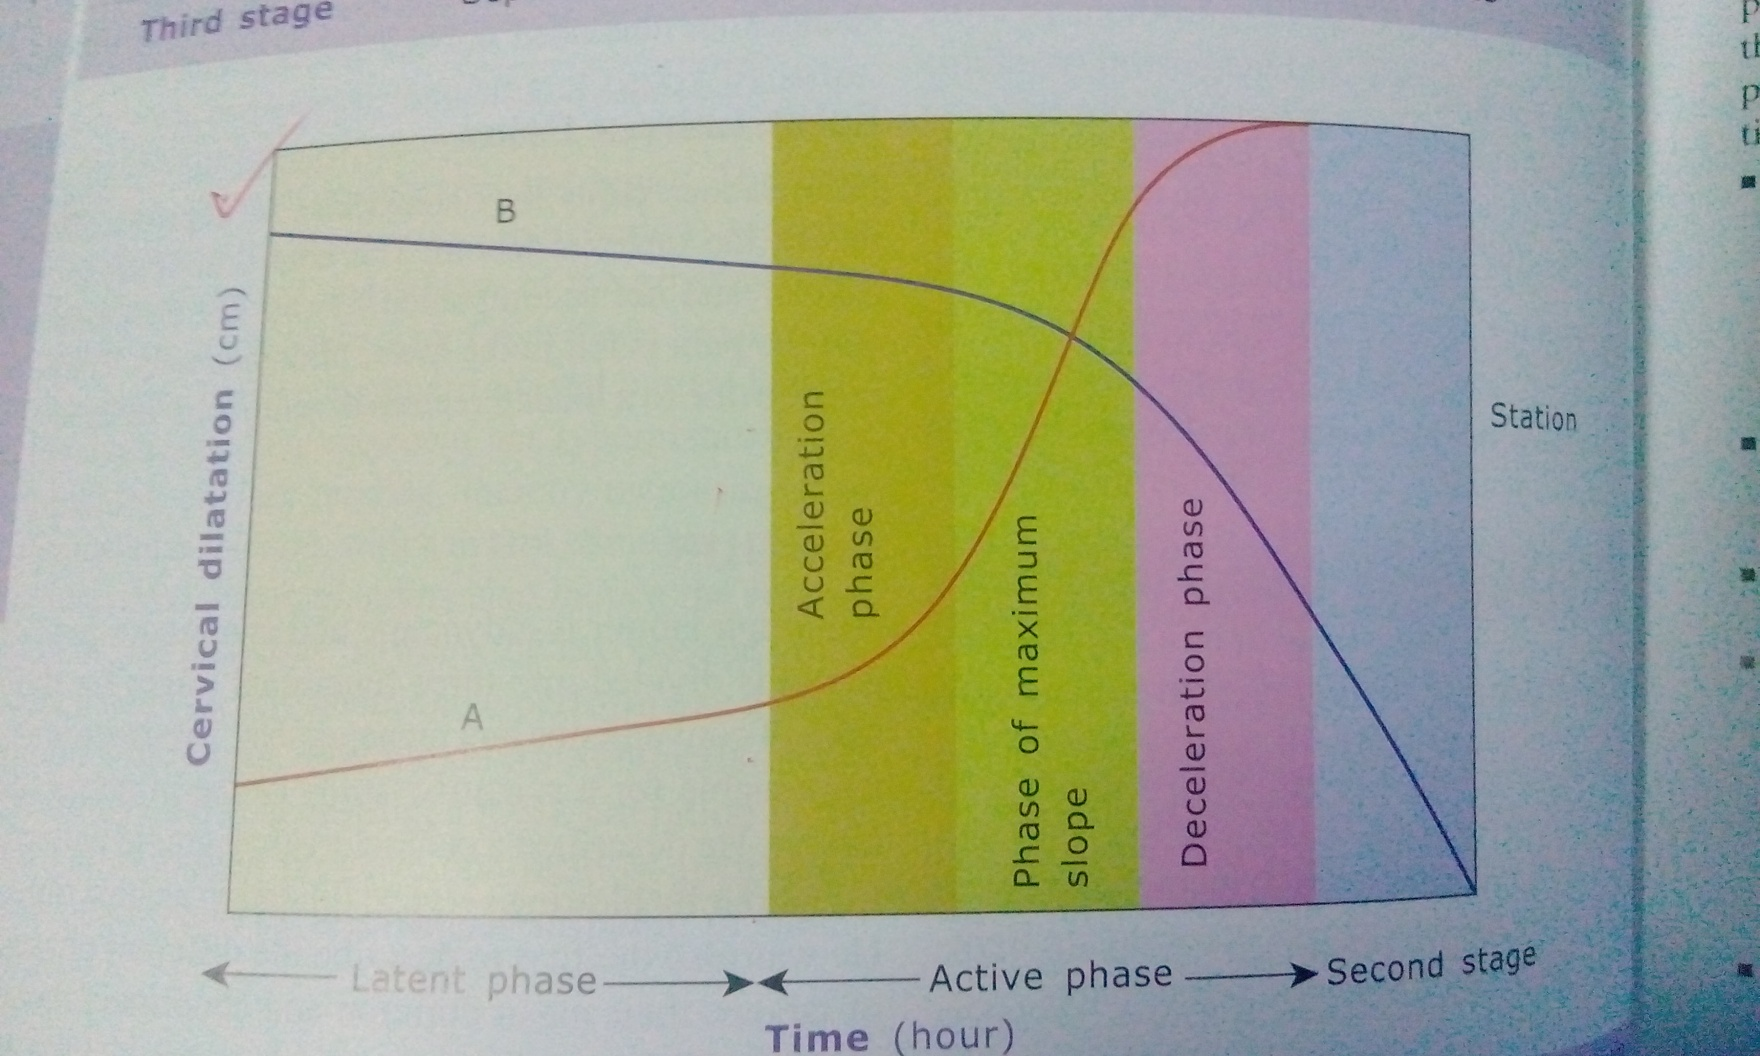 Third stage
B
Cervical dilatation (cm)
Station
Acceleration
phase
Phase of maximum
slope
Deceleration phase
A
Latent phase
Active phase
Second stage
Time (hour)